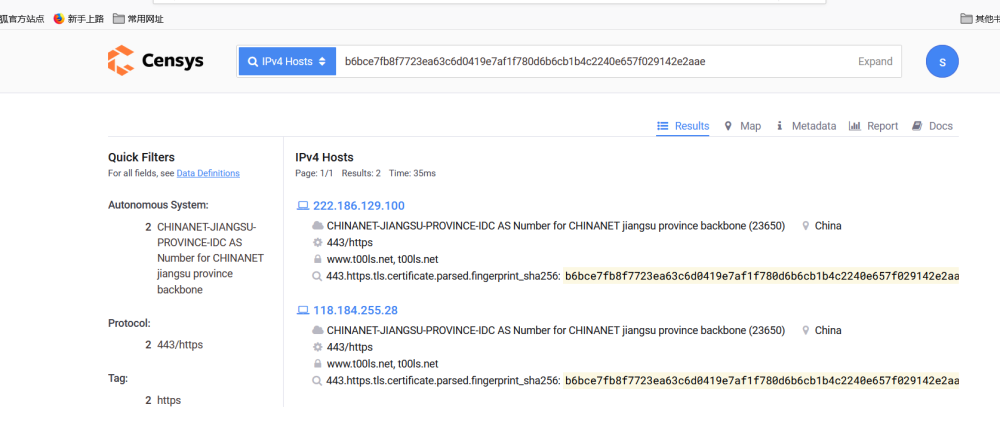 狐官方站点 新手上路 常用网址 其他书
Censys IPv4 Hosts b6bce7fb8f7723ea63c6d0419e7af1f780d6b6cb1b4c2240e657f029142e2aae Expand S
Results Map Metadata Report Docs
Quick Filters
For all fields, see Data Definitions
Autonomous System:
2 CHINANET-JIANGSU-
PROVINCE-IDC AS
Number for CHINANET
jiangsu province
backbone
Protocol:
2 443/https
Tag:
2 https
IPv4 Hosts
Page: 1/1 Results: 2 Time: 35ms
222.186.129.100
CHINANET-JIANGSU-PROVINCE-IDC AS Number for CHINANET jiangsu province backbone (23650) China
443/https
www.t00ls.net, t00ls.net
443.https.tls.certificate.parsed.fingerprint_sha256: b6bce7fb8f7723ea63c6d0419e7af1f780d6b6cb1b4c2240e657f029142e2aa
118.184.255.28
CHINANET-JIANGSU-PROVINCE-IDC AS Number for CHINANET jiangsu province backbone (23650) China
443/https
www.t00ls.net, t00ls.net
443.https.tls.certificate.parsed.fingerprint_sha256: b6bce7fb8f7723ea63c6d0419e7af1f780d6b6cb1b4c2240e657f029142e2aa